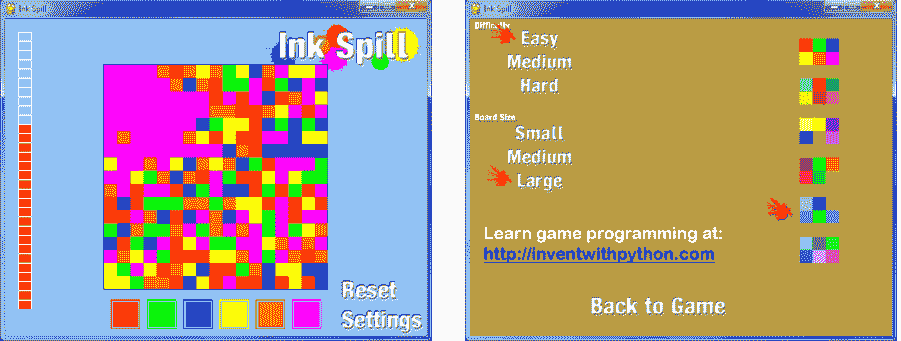 Ink Spill
Ink Spill
Reset
Settings
Ink Spill
Difficulty
Easy
Medium
Hard
Board Size
Small
Medium
Large
Learn game programming at:
http://inventwithpython.com
Back to Game